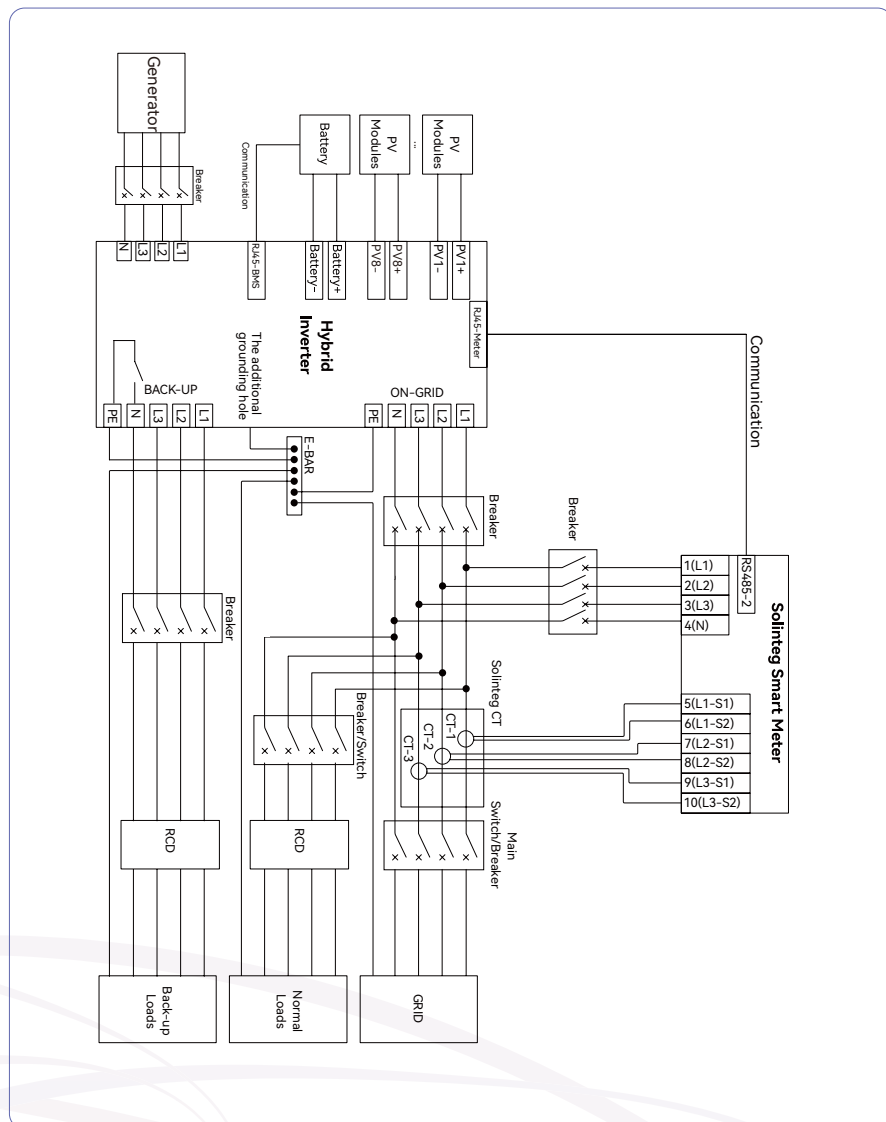 Generator
Breaker
Communication
Battery
PV
Modules
...
PV
Modules
N
L3
L2
L1
RJ45-BMS
Battery-
Battery+
PV8-
PV8+
PV1-
PV1+
RJ45-Meter
Communication
Hybrid
Inverter
The additional
grounding hole
BACK-UP
ON-GRID
PE
N
L3
L2
L1
PE
N
L3
L2
L1
E-BAR
Breaker
Breaker
RS485-2
1(L1)
2(L2)
3(L3)
4(N)
Solinteg Smart Meter
5(L1-S1)
6(L1-S2)
7(L2-S1)
8(L2-S2)
9(L3-S1)
10(L3-S2)
Breaker
Breaker/Switch
Solinteg CT
CT-1
CT-2
CT-3
Main
Switch/Breaker
RCD
RCD
Back-up
Loads
Normal
Loads
GRID